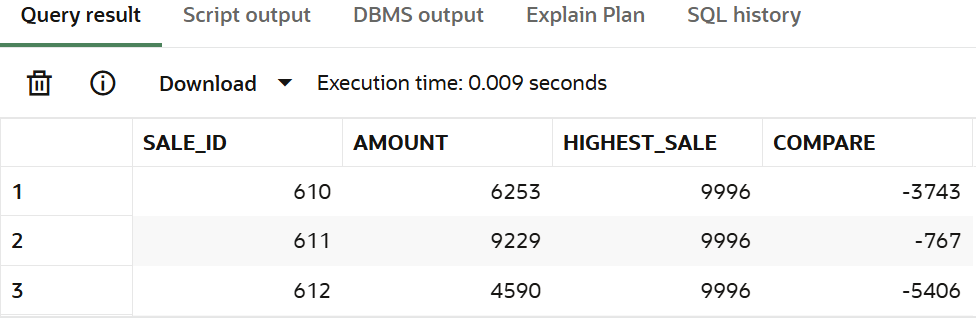 Query result Script output DBMS output Explain Plan SQL history
Download Execution time: 0.009 seconds
SALE_ID AMOUNT HIGHEST_SALE COMPARE
1 610 6253 9996 -3743
2 611 9229 9996 -767
3 612 4590 9996 -5406